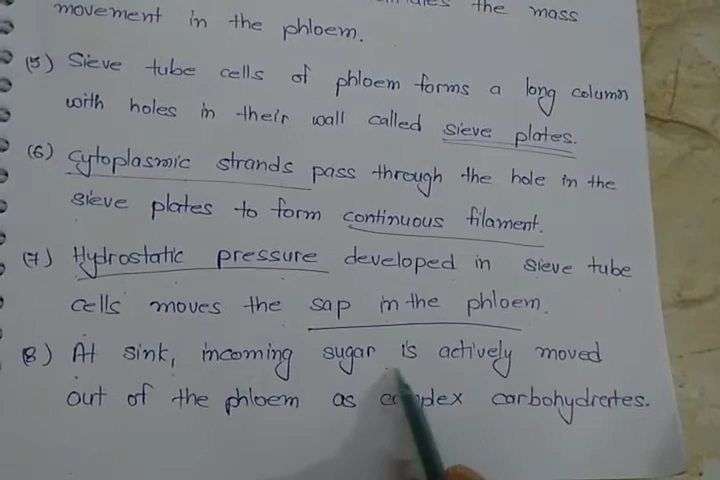 the mass
movement in the phloem.
(5) Sieve tube cells of phloem forms a long column
with holes in their wall called sieve plates.
(6) Cytoplasmic strands pass through the hole in the
sieve plates to form continuous filament.
(7) Hydrostatic pressure developed in sieve tube
cells moves the sap in the phloem.
(8) At sink, incoming sugar is actively moved
out of the phloem as complex carbohydrates.